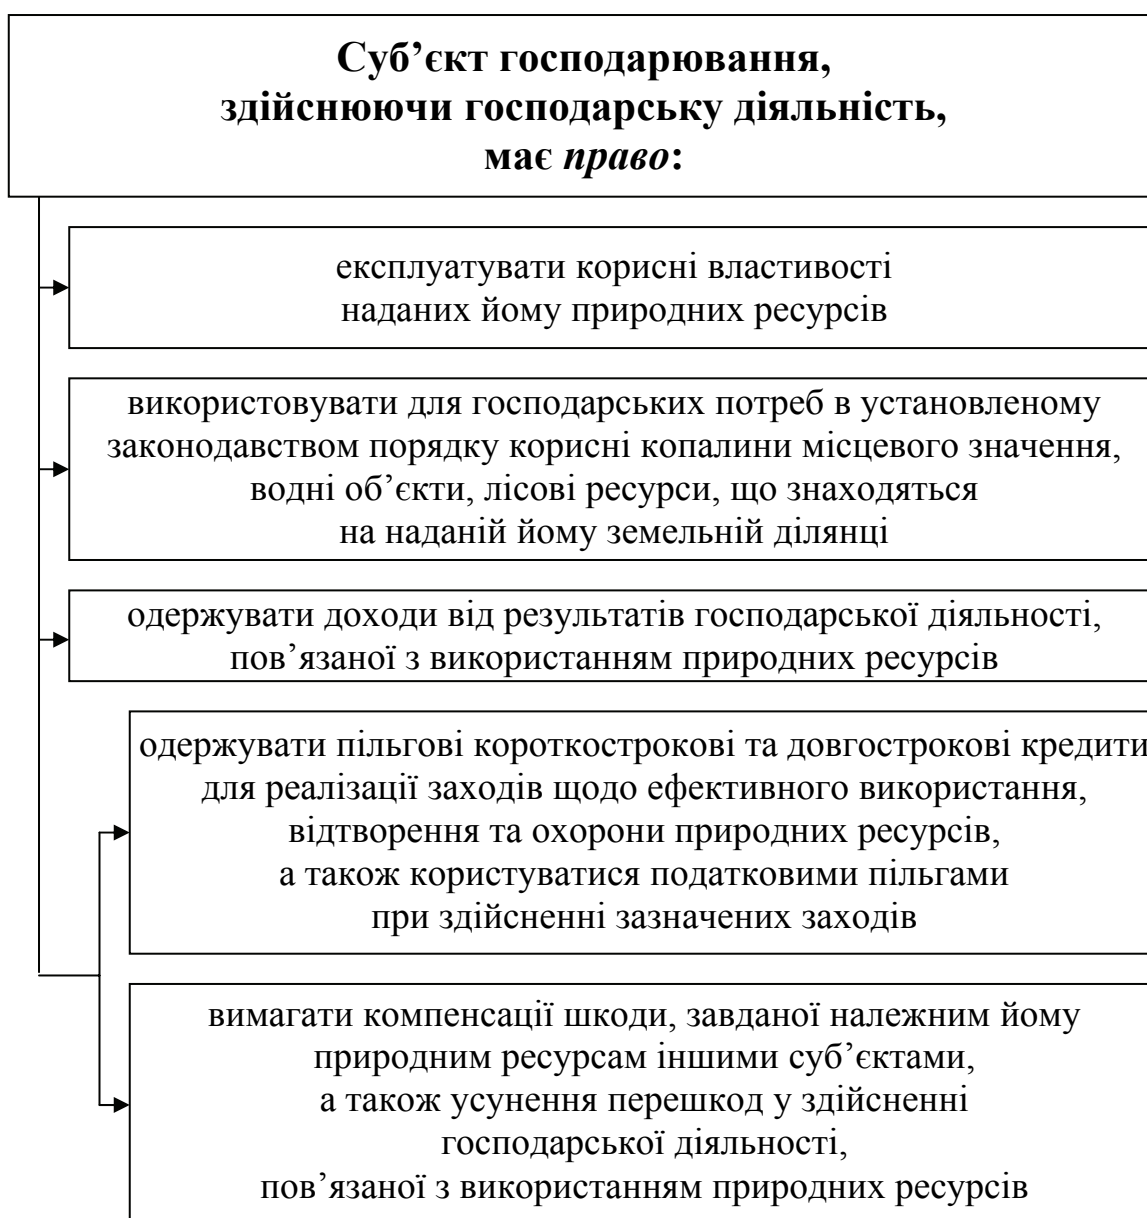 Суб’єкт господарювання,
здійснюючи господарську діяльність,
має право:
експлуатувати корисні властивості
наданих йому природних ресурсів
використовувати для господарських потреб в установленому
законодавством порядку корисні копалини місцевого значення,
водні об’єкти, лісові ресурси, що знаходяться
на наданій йому земельній ділянці
одержувати доходи від результатів господарської діяльності,
пов’язаної з використанням природних ресурсів
одержувати пільгові короткострокові та довгострокові кредити
для реалізації заходів щодо ефективного використання,
відтворення та охорони природних ресурсів,
а також користуватися податковими пільгами
при здійсненні зазначених заходів
вимагати компенсації шкоди, завданої належним йому
природним ресурсам іншими суб’єктами,
а також усунення перешкод у здійсненні
господарської діяльності,
пов’язаної з використанням природних ресурсів